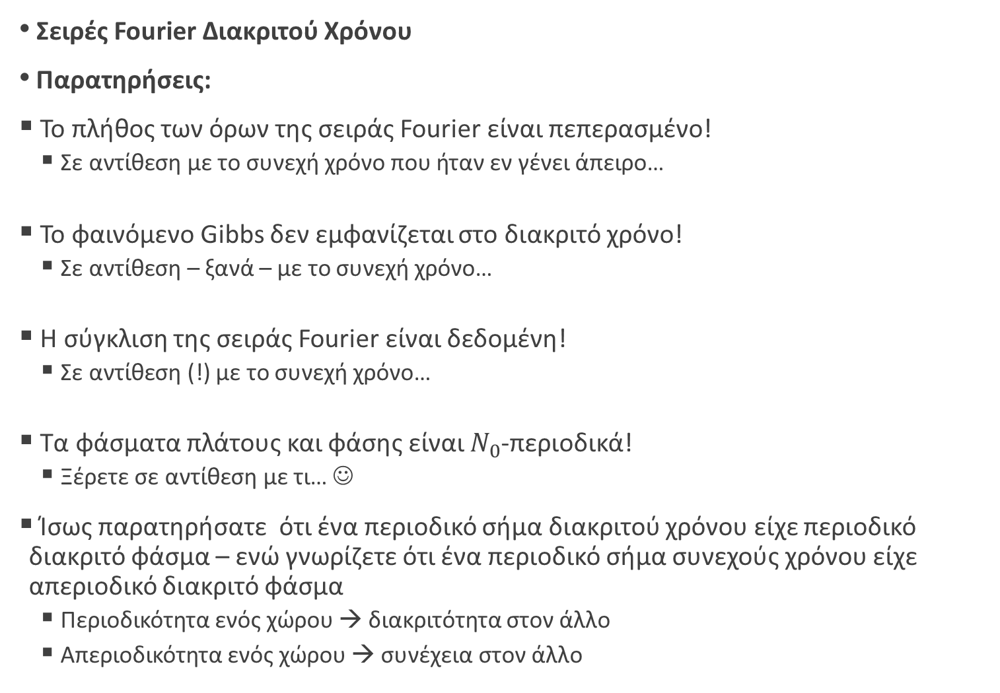 • Σειρές Fourier Διακριτού Χρόνου
• Παρατηρήσεις:
▪ Το πλήθος των όρων της σειράς Fourier είναι πεπερασμένο!
▪ Σε αντίθεση με το συνεχή χρόνο που ήταν εν γένει άπειρο…
▪ Το φαινόμενο Gibbs δεν εμφανίζεται στο διακριτό χρόνο!
▪ Σε αντίθεση – ξανά – με το συνεχή χρόνο…
▪ Η σύγκλιση της σειράς Fourier είναι δεδομένη!
▪ Σε αντίθεση (!) με το συνεχή χρόνο…
▪ Τα φάσματα πλάτους και φάσης είναι N₀-περιοδικά!
▪ Ξέρετε σε αντίθεση με τι… ☺
▪ Ίσως παρατηρήσατε  ότι ένα περιοδικό σήμα διακριτού χρόνου είχε περιοδικό
διακριτό φάσμα – ενώ γνωρίζετε ότι ένα περιοδικό σήμα συνεχούς χρόνου είχε
απεριοδικό διακριτό φάσμα
▪ Περιοδικότητα ενός χώρου → διακριτότητα στον άλλο
▪ Απεριοδικότητα ενός χώρου → συνέχεια στον άλλο